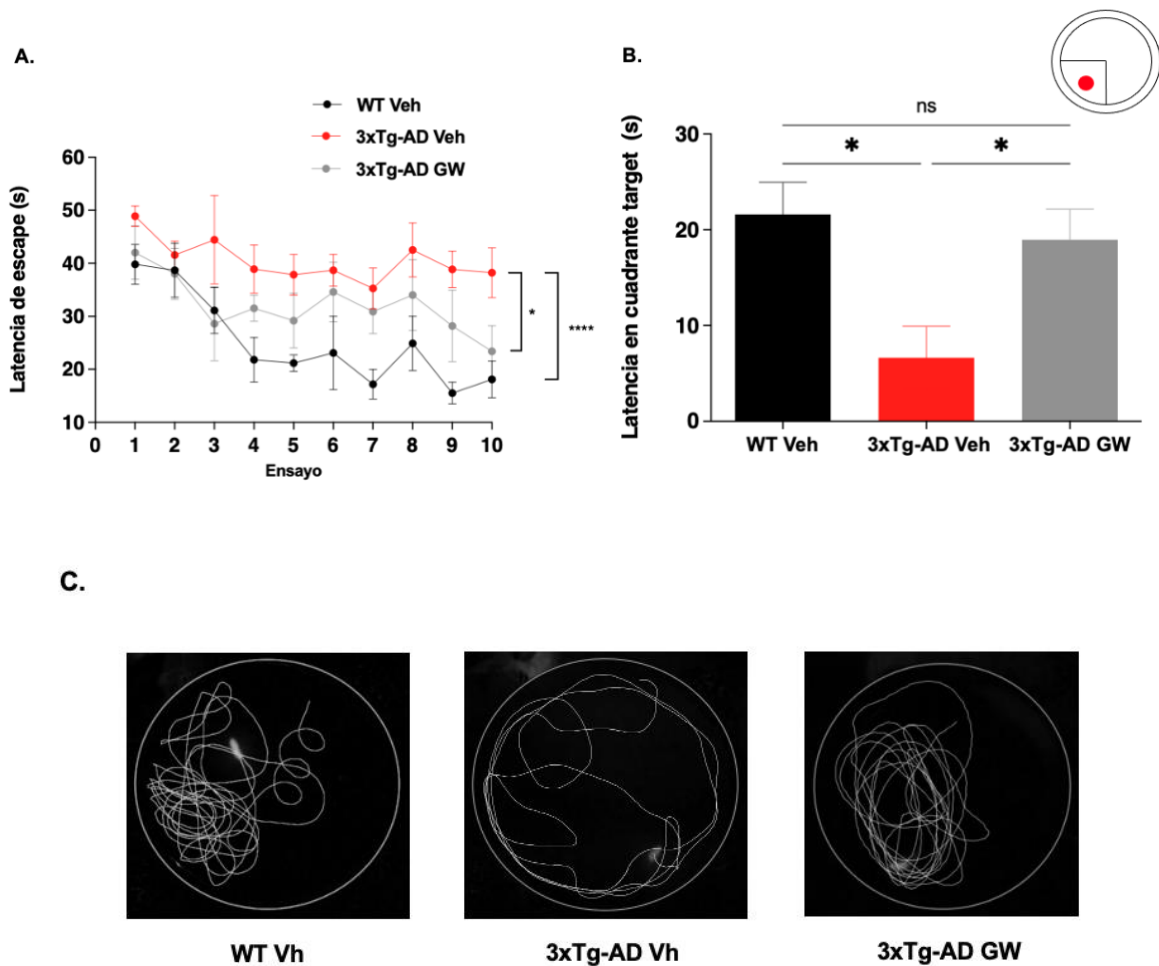 A.
WT Veh
3xTg-AD Veh
3xTg-AD GW
Latencia de escape (s)
60
50
40
30
20
10
0 1 2 3 4 5 6 7 8 9 10
Ensayo
*
****
B.
ns
* *
Latencia en cuadrante target (s)
30
20
10
0
WT Veh 3xTg-AD Veh 3xTg-AD GW
C.
WT Vh 3xTg-AD Vh 3xTg-AD GW